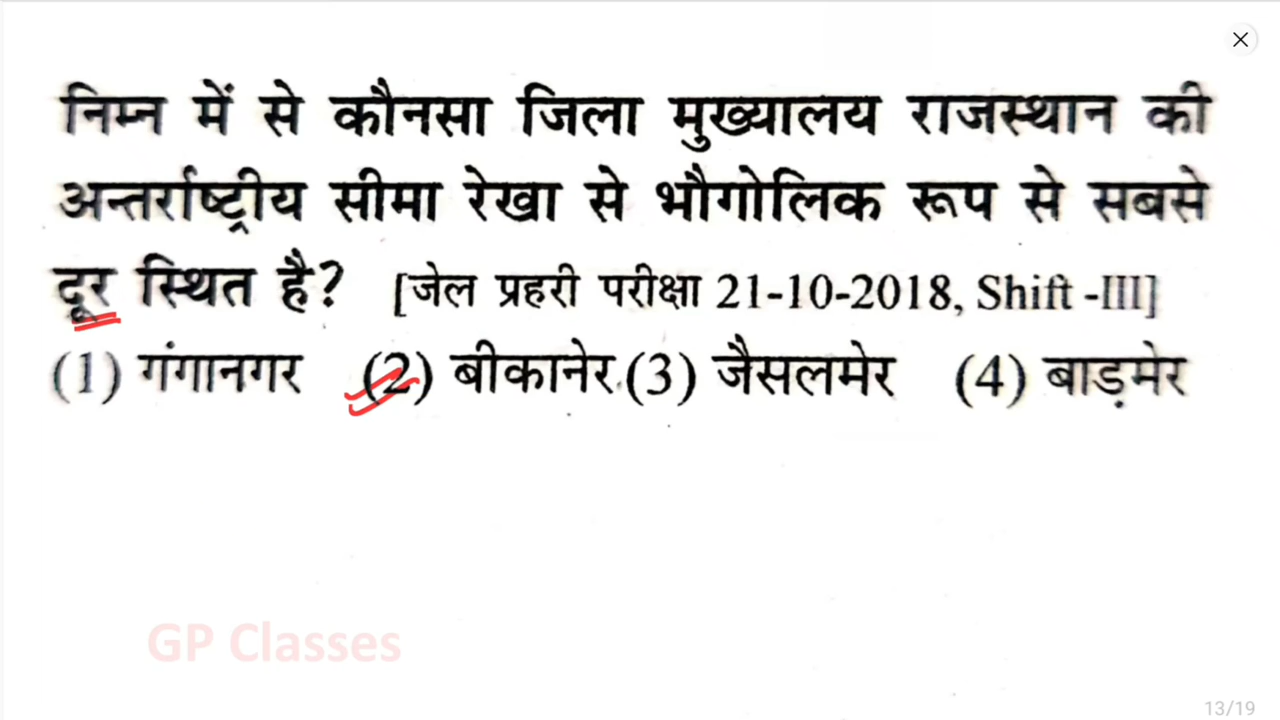 निम्न में से कौनसा जिला मुख्यालय राजस्थान की
अन्तर्राष्ट्रीय सीमा रेखा से भौगोलिक रूप से सबसे
दूर स्थित है? [जेल प्रहरी परीक्षा 21-10-2018, Shift -III]
(1) गंगानगर (2) बीकानेर (3) जैसलमेर (4) बाड़मेर
GP Classes
13/19